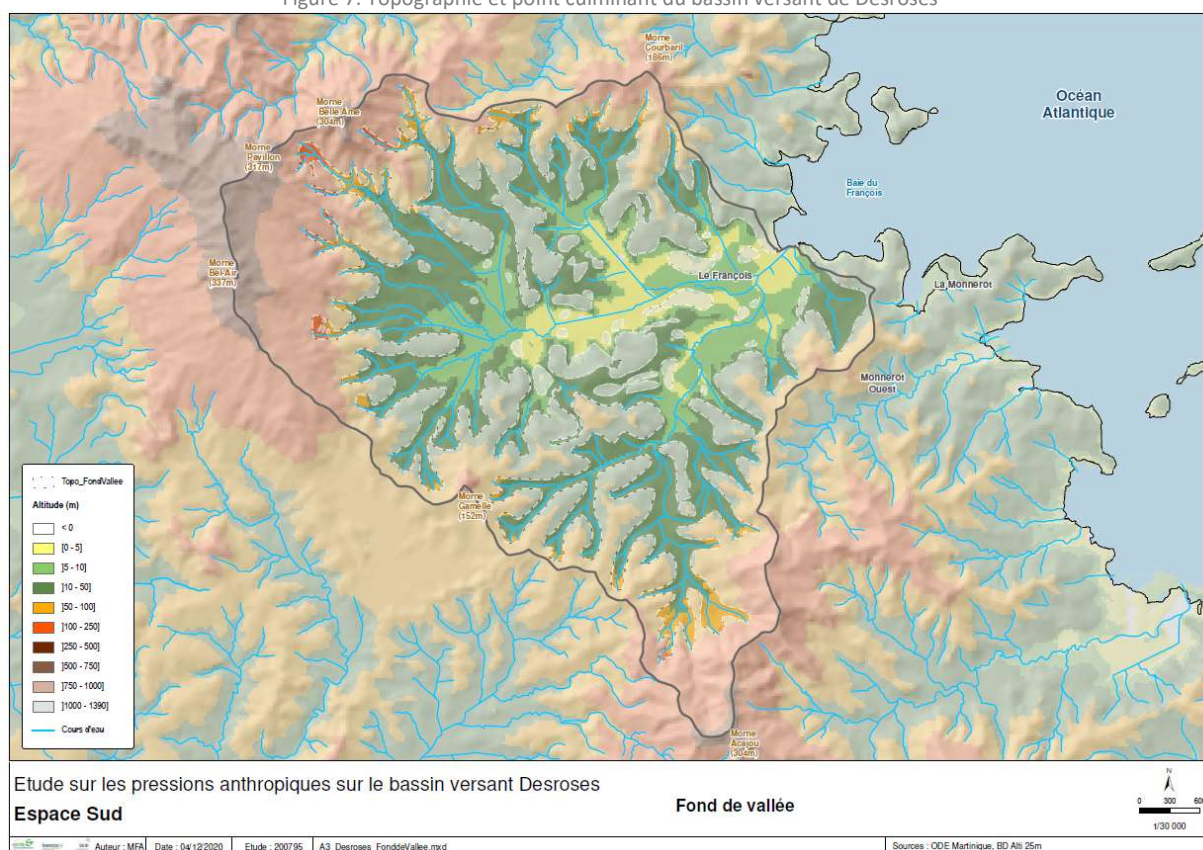 Figure 7. Topographie et point culminant du bassin versant de Desroses
Morne
Courbaril
(186m)
Océan
Atlantique
Morne
Belle Ame
(304m)
Morne
Pavillon
(317m)
Baie du
François
Morne
Bel-Air
(337m)
Le François
La Monnerot
Monnerot
Ouest
Morne
Gamelle
(152m)
Morne
Acajou
(304m)
Topo_FondVallee
Altitude (m)
< 0
[0 - 5]
]5 - 10]
]10 - 50]
]50 - 100]
]100 - 250]
]250 - 500]
]500 - 750]
]750 - 1000]
]1000 - 1390]
Cours d'eau
Etude sur les pressions anthropiques sur le bassin versant Desroses
Espace Sud
Fond de vallée
N
0 300 600
1/30 000
Auteur : MFA Date : 04/12/2020 Etude : 200795 A3_Desroses_FonddeVallee.mxd Sources : ODE Martinique, BD Alti 25m